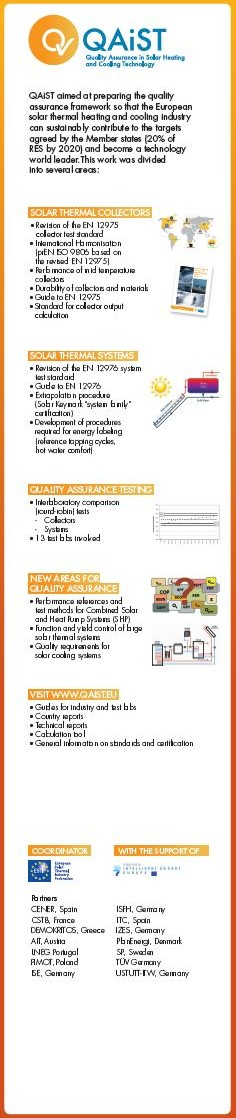 QAiST
Quality Assurance in Solar Heating
and Cooling Technology
QAiST aimed at preparing the quality
assurance framework so that the European
solar thermal heating and cooling industry
can sustainably contribute to the targets
agreed by the Member states (20% of
RES by 2020) and become a technology
world leader. This work was divided
into several areas:
SOLAR THERMAL COLLECTORS
• Revision of the EN 12975
collector test standard
• International Harmonisation
(prEN ISO 9806 based on
the revised EN 12975)
• Performance of mid temperature
collectors
• Durability of collectors and materials
• Guide to EN 12975
• Standard for collector output
calculation
SOLAR THERMAL SYSTEMS
• Revision of the EN 12976 system
test standard
• Guide to EN 12976
• Extrapolation procedure
(Solar Keymark "system family"
certification)
• Development of procedures
required for energy labeling
(reference tapping cycles,
hot water comfort)
QUALITY ASSURANCE TESTING
• Interlaboratory comparison
(round-robin) tests
- Collectors
- Systems
• 13 test labs involved
NEW AREAS FOR
QUALITY ASSURANCE
• Performance references and
test methods for Combined Solar
and Heat Pump Systems (SHP)
• Function and yield control of large
solar thermal systems
• Quality requirements for
solar cooling systems
COP
?
VISIT WWW.QAIST.EU
• Guides for industry and test labs
• Country reports
• Technical reports
• Calculation tool
• General information on standards and certification
COORDINATOR
WITH THE SUPPORT OF
ESTIF
European
Solar
Thermal
Industry
Federation
INTELLIGENT ENERGY
EUROPE
Partners
CENER, Spain
CSTB, France
DEMOKRITOS, Greece
AIT, Austria
LNEG Portugal
PIMOT, Poland
ISE, Germany
ISFH, Germany
ITC, Spain
IZES, Germany
PlanEnergi, Denmark
SP, Sweden
TÜV Germany
USTUTT-ITW, Germany